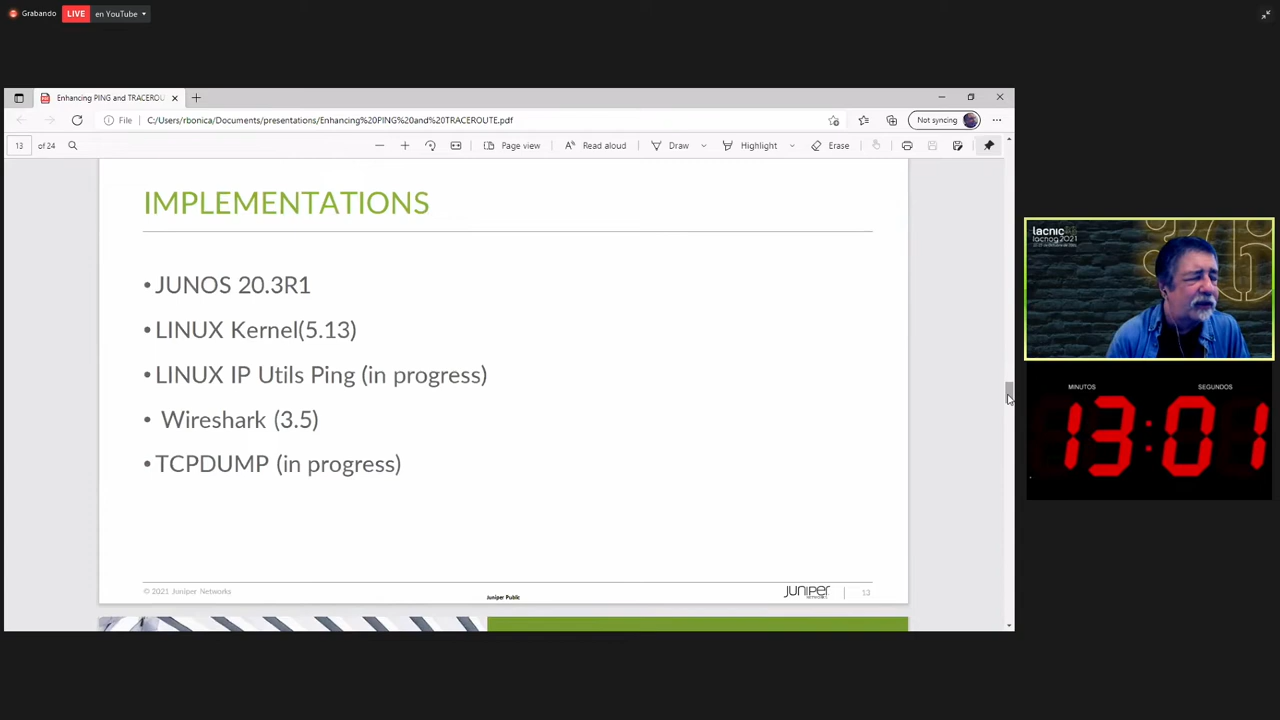 Grabando
LIVE
en YouTube
Enhancing PING and TRACEROU
File
C:/Users/rbonica/Documents/presentations/Enhancing%20PING%20and%20TRACEROUTE.pdf
Not syncing
13 of 24
Page view
Read aloud
Draw
Highlight
Erase
IMPLEMENTATIONS
• JUNOS 20.3R1
• LINUX Kernel(5.13)
• LINUX IP Utils Ping (in progress)
• Wireshark (3.5)
• TCPDUMP (in progress)
© 2021 Juniper Networks
Juniper Public
JUNIPER
NETWORKS
13
lacnic36
lacnog2021
MINUTOS
SEGUNDOS
13:01